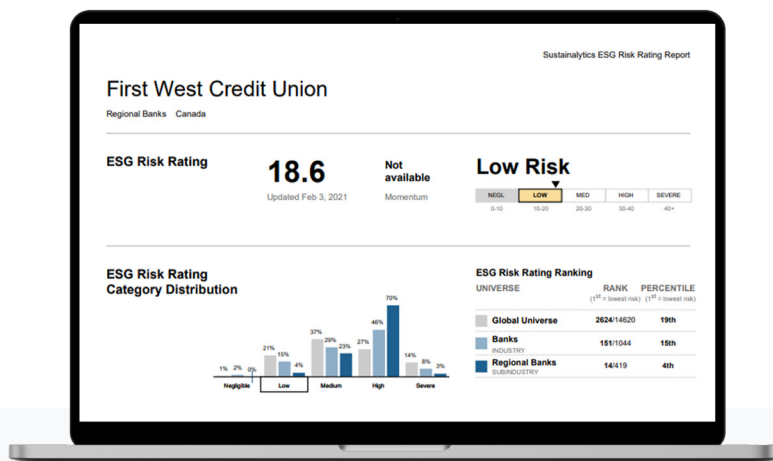 Sustainalytics ESG Risk Rating Report
First West Credit Union
Regional Banks Canada
ESG Risk Rating
18.6
Updated Feb 3, 2021
Not
available
Momentum
Low Risk
NEGL LOW MED HIGH SEVERE
0-10 10-20 20-30 30-40 40+
ESG Risk Rating
Category Distribution
1% 2% 0%
21% 15% 4%
37% 29% 23%
27% 46% 70%
14% 8% 3%
Negligible Low Medium High Severe
ESG Risk Rating Ranking
UNIVERSE RANK PERCENTILE
(1st = lowest risk) (1st = lowest risk)
Global Universe 2624/14620 19th
Banks 151/1044 15th
INDUSTRY
Regional Banks 14/419 4th
SUBINDUSTRY